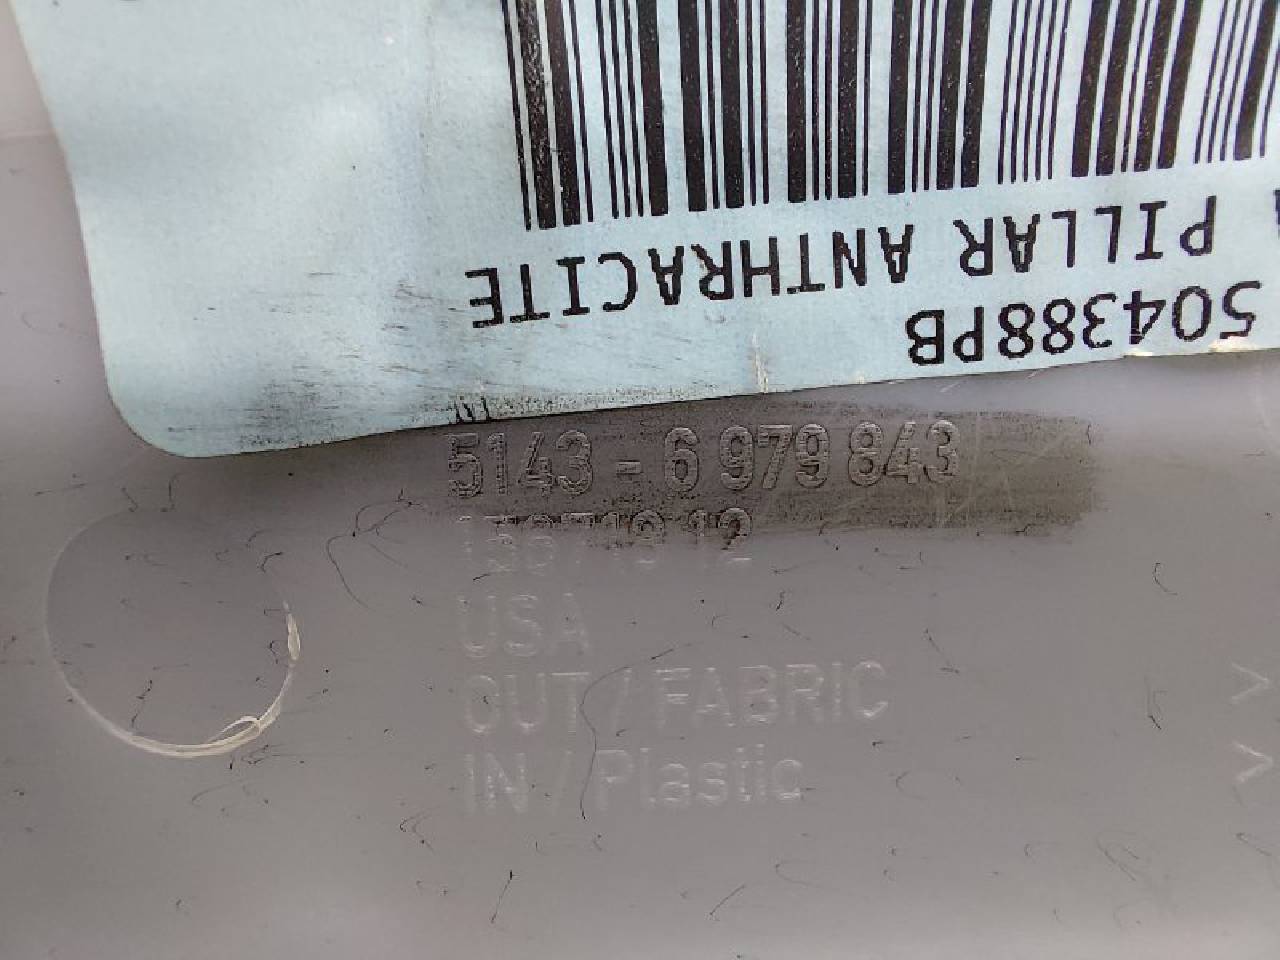 504388PB
PILLAR ANTHRACITE
5143 - 6 979 843
USA
OUT / FABRIC
IN / Plastic
>
>